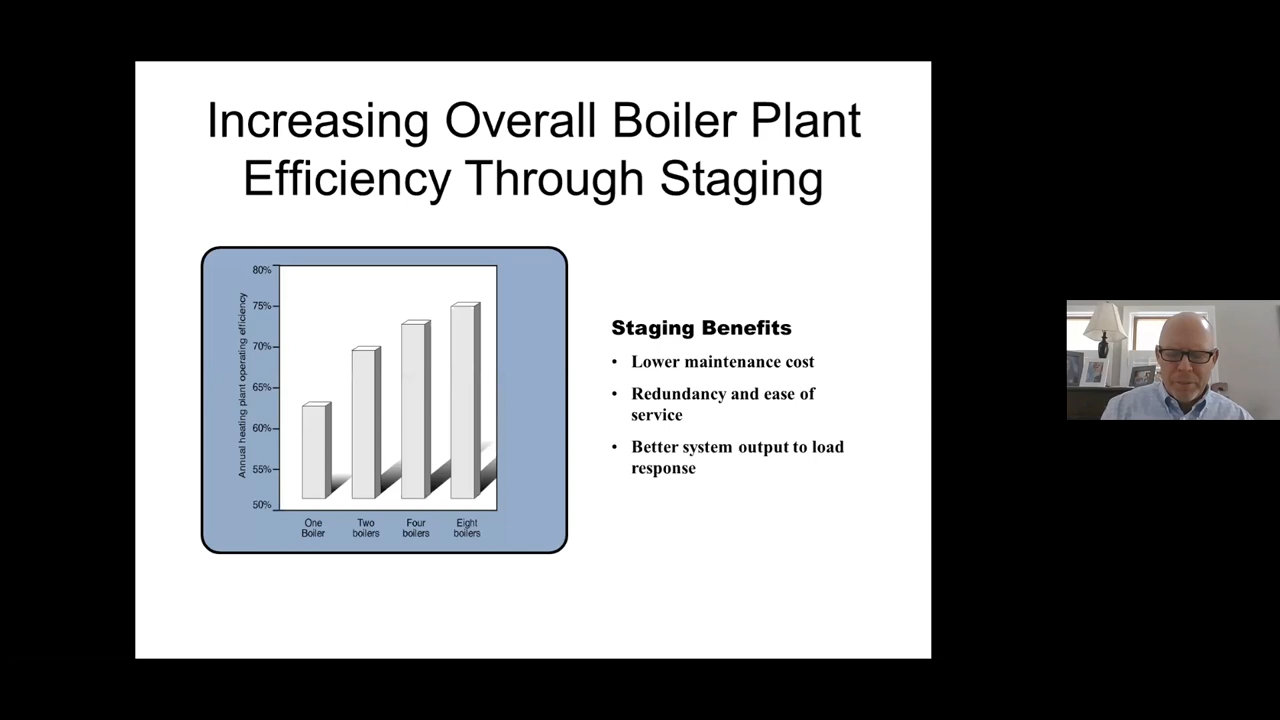 Increasing Overall Boiler Plant
Efficiency Through Staging
Annual heating plant operating efficiency
80%
75%
70%
65%
60%
55%
50%
One
Boiler
Two
boilers
Four
boilers
Eight
boilers
Staging Benefits
• Lower maintenance cost
• Redundancy and ease of
service
• Better system output to load
response